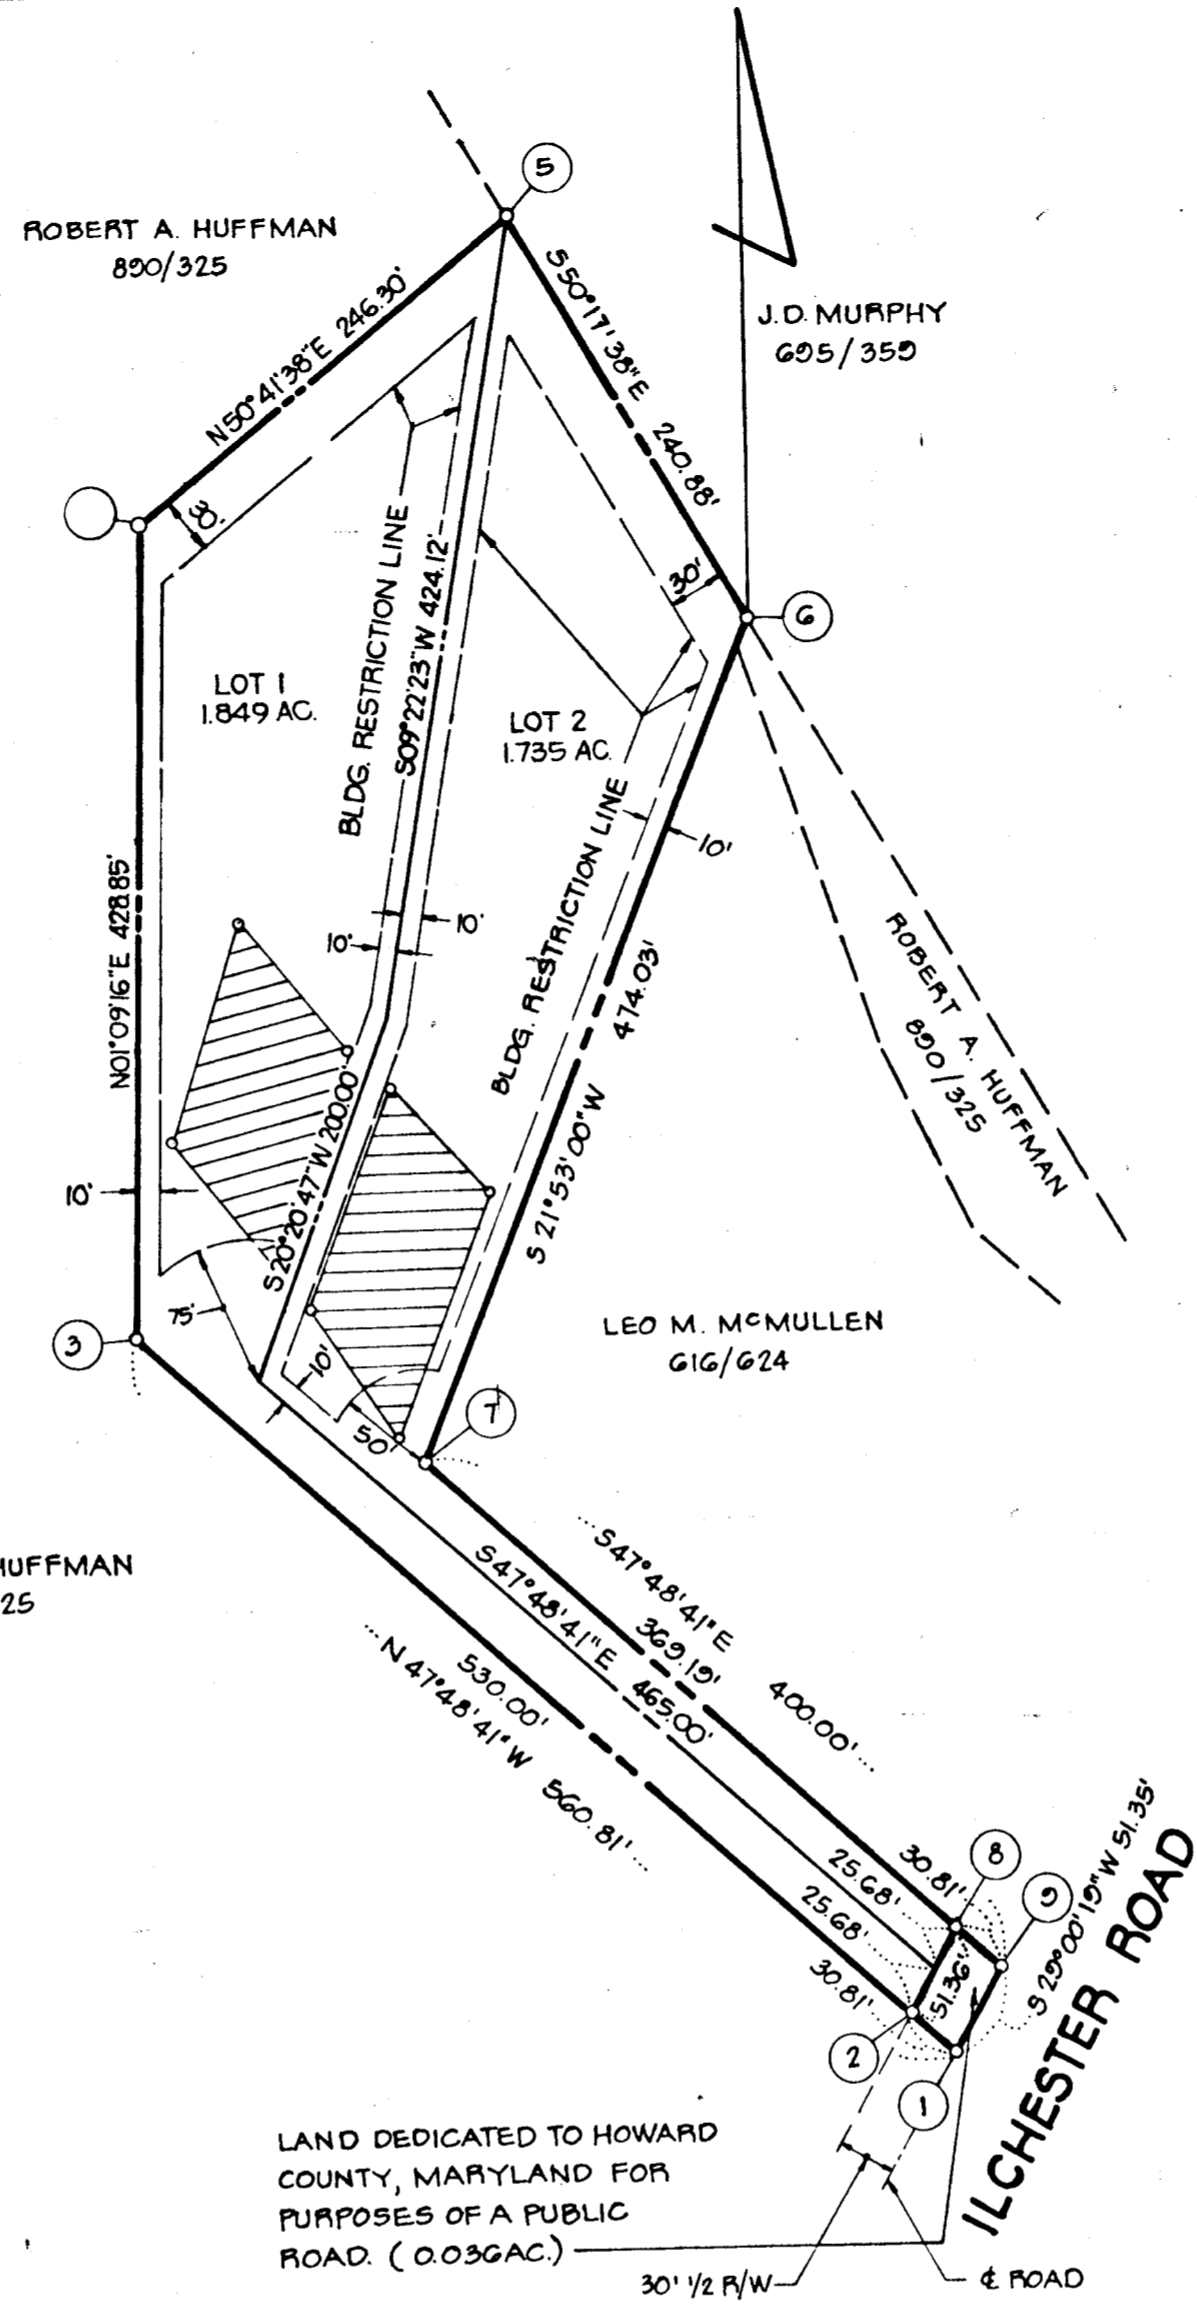 5
ROBERT A. HUFFMAN
890/325
N50°41'38"E 246.30'
S50°17'38"E 240.88'
J.D. MURPHY
695/359
30'
30'
6
BLDG. RESTRICTION LINE
S09°22'23"W 424.12'
LOT 1
1.849 AC.
LOT 2
1.735 AC.
10'
BLDG. RESTRICTION LINE
N01°09'16"E 428.85'
10'
10'
474.03'
S 21°53'00"W
ROBERT A. HUFFMAN
890/325
S20°20'47"W 200.00'
10'
75'
3
10'
50'
7
LEO M. McMULLEN
616/624
HUFFMAN
25
...S47°48'41"E 400.00'...
369.19'
S47°48'41"E 465.00'
530.00'
...N47°48'41"W 560.81'...
30.81'
25.68'
25.68'
30.81'
8
9
51.36'
S 29°00'19"W 51.35'
2
1
ILCHESTER ROAD
LAND DEDICATED TO HOWARD
COUNTY, MARYLAND FOR
PURPOSES OF A PUBLIC
ROAD. (0.036AC.)
30' 1/2 R/W
℄ ROAD